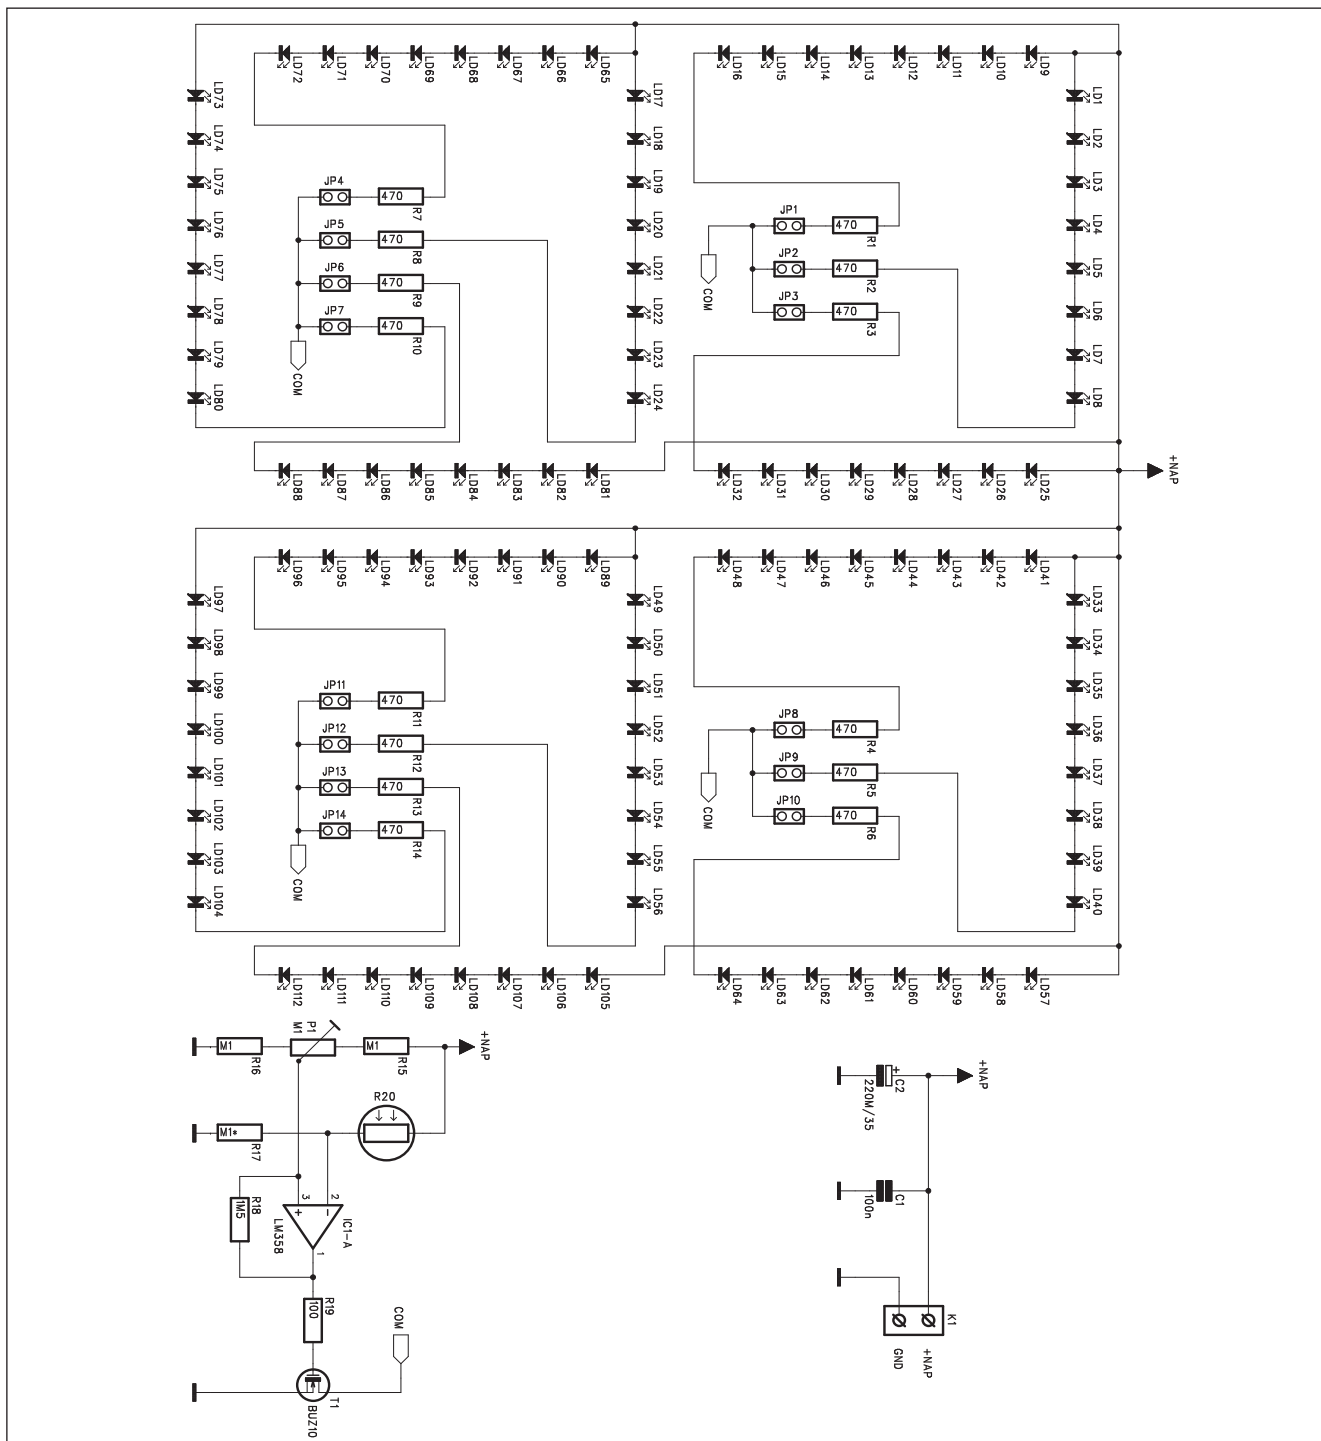 LD72 LD71 LD70 LD69 LD68 LD67 LD66 LD65
LD16 LD15 LD14 LD13 LD12 LD11 LD10 LD9
LD73 LD17 LD1
LD74 LD18 LD2
LD75 LD19 LD3
JP4 470 R7
LD76 LD20 LD4
JP1 470 R1
JP5 470 R8
LD77 LD21 LD5
JP2 470 R2
JP6 470 R9
COM
LD78 LD22 LD6
JP3 470 R3
JP7 470 R10
LD79 LD23 LD7
COM
LD80 LD24 LD8
+NAP
LD88 LD87 LD86 LD85 LD84 LD83 LD82 LD81
LD32 LD31 LD30 LD29 LD28 LD27 LD26 LD25
LD96 LD95 LD94 LD93 LD92 LD91 LD90 LD89
LD48 LD47 LD46 LD45 LD44 LD43 LD42 LD41
LD97 LD49 LD33
LD98 LD50 LD34
LD99 LD51 LD35
JP11 470 R11
LD100 LD52 LD36
JP8 470 R4
JP12 470 R12
LD101 LD53 LD37
JP9 470 R5
JP13 470 R13
COM
LD102 LD54 LD38
JP10 470 R6
JP14 470 R14
LD103 LD55 LD39
COM
LD104 LD56 LD40
LD112 LD111 LD110 LD109 LD108 LD107 LD106 LD105
LD64 LD63 LD62 LD61 LD60 LD59 LD58 LD57
M1 R16
P1
M1
M1 R15
+NAP
R20
M1* R17
R18
1M5
3 2
+ -
IC1-A
LM358
1
R19
100
COM
T1
BUZ10
+NAP
+
C2
220M/35
C1
100n
K1
GND +NAP